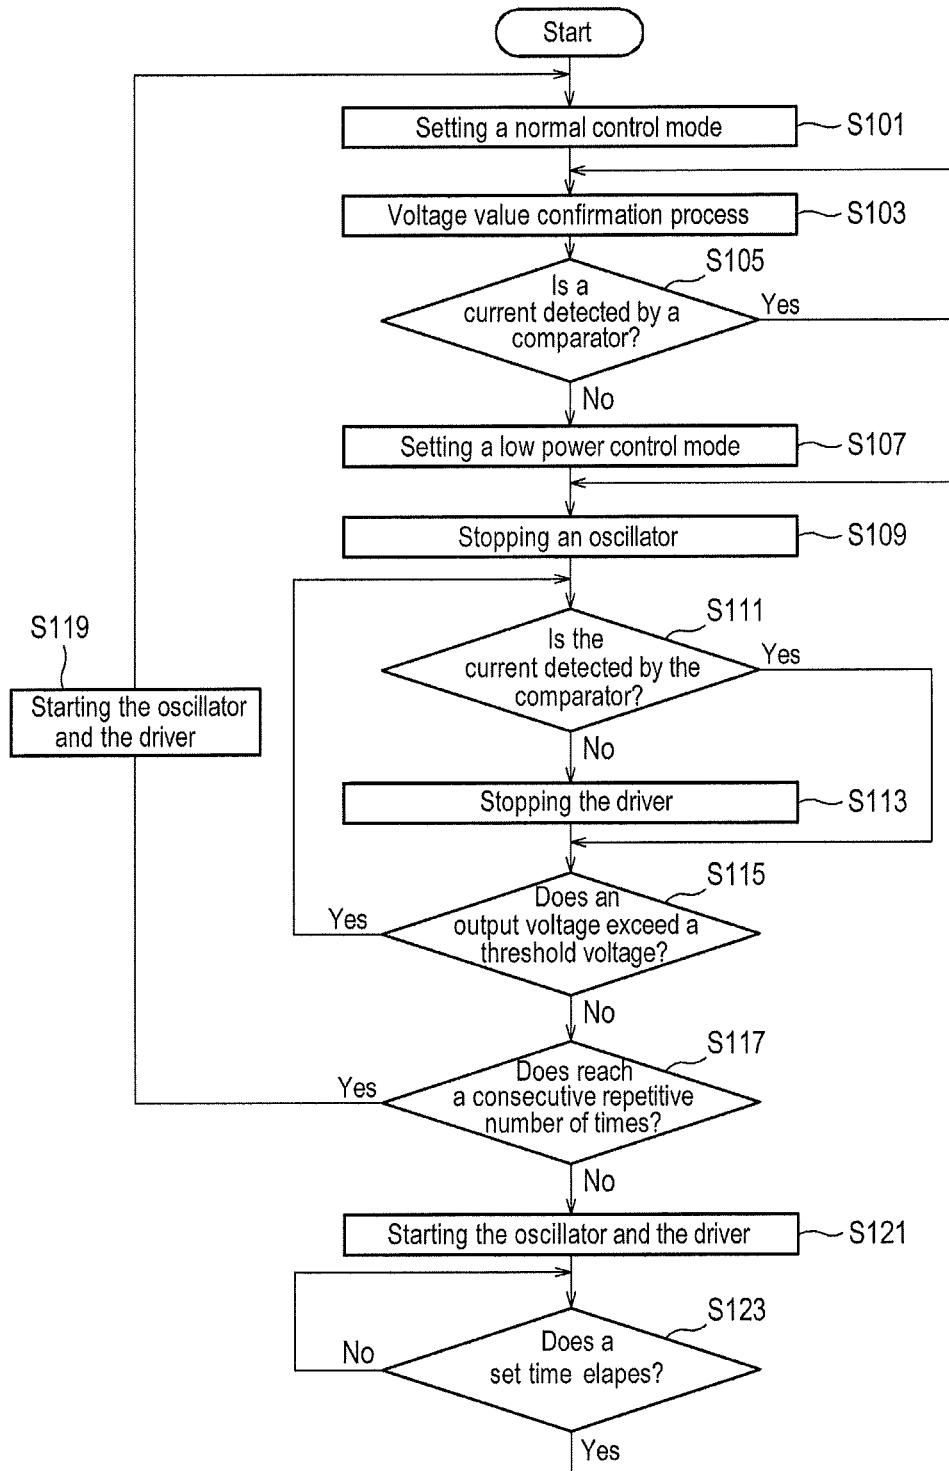 Start
Setting a normal control mode
S101
Voltage value confirmation process
S103
S105
Is a
current detected by a
comparator?
Yes
No
Setting a low power control mode
S107
Stopping an oscillator
S109
S111
Is the
current detected by the
comparator?
Yes
No
S119
Starting the oscillator
and the driver
Stopping the driver
S113
S115
Does an
output voltage exceed a
threshold voltage?
Yes
No
S117
Does reach
a consecutive repetitive
number of times?
Yes
No
Starting the oscillator and the driver
S121
S123
Does a
set time elapes?
No
Yes